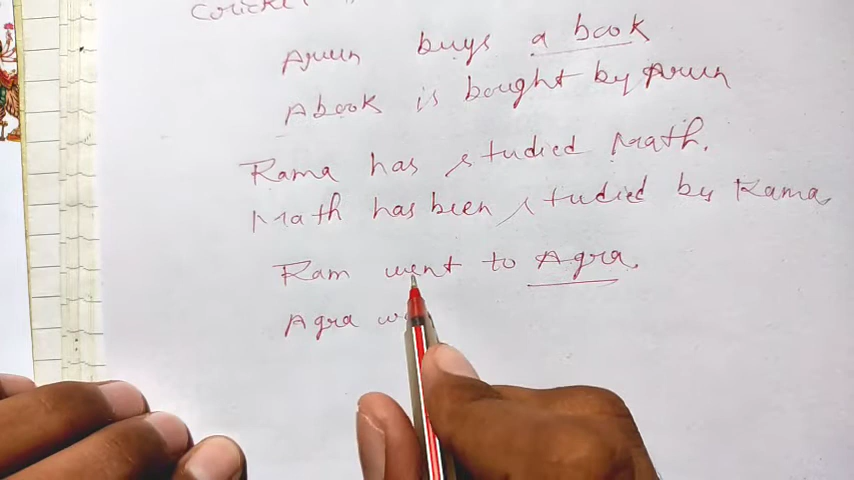 Arun buys a book
A book is bought by Arun
Rama has studied Math.
Math has been studied by Rama
Ram went to Agra.
Agra